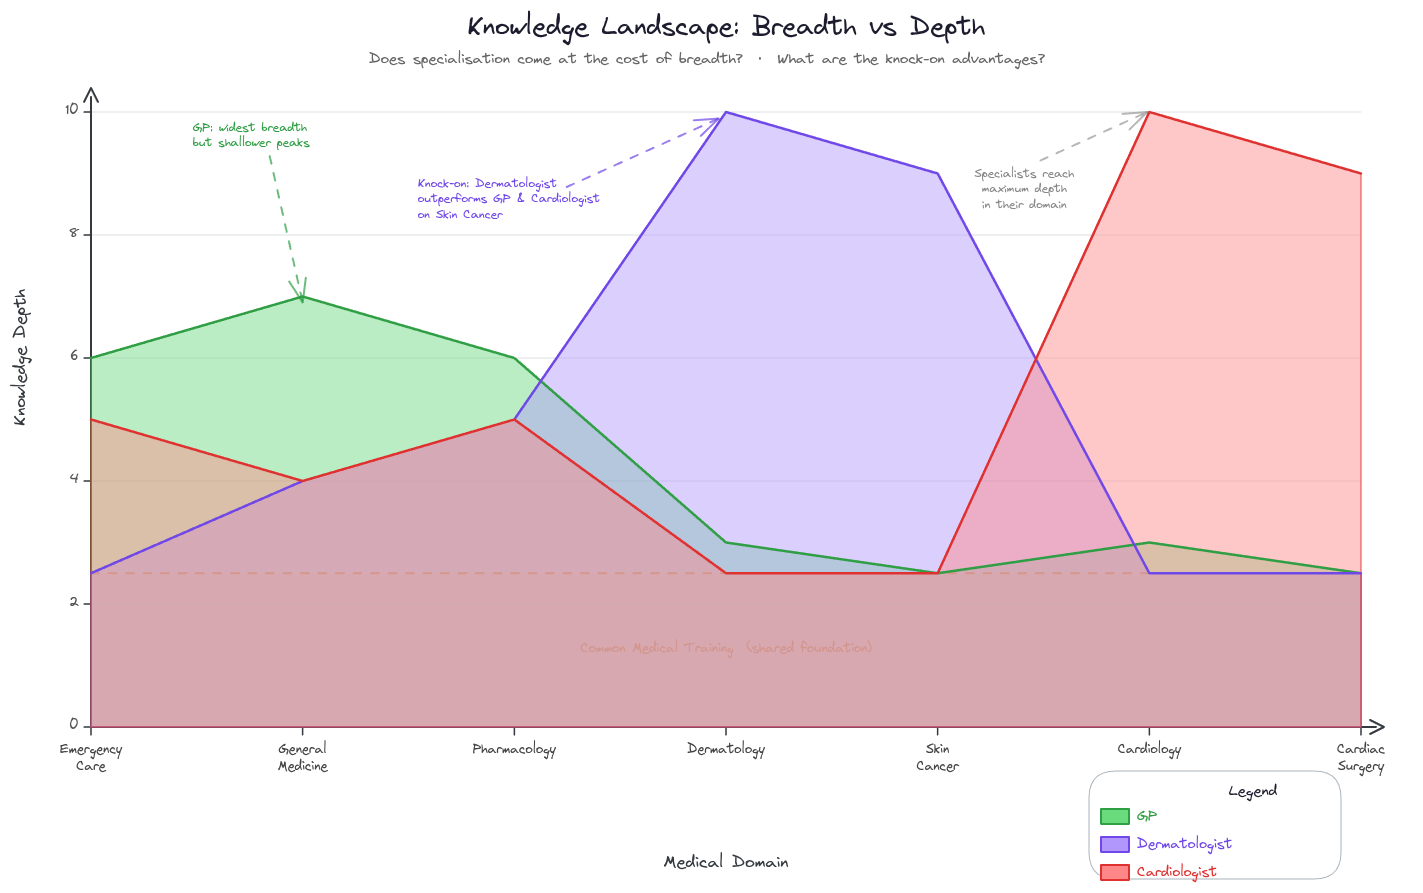 Knowledge Landscape: Breadth vs Depth
Does specialisation come at the cost of breadth?  ·  What are the knock-on advantages?
10
GP: widest breadth
but shallower peaks
Knock-on: Dermatologist
outperforms GP & Cardiologist
on Skin Cancer
Specialists reach
maximum depth
in their domain
8
Knowledge Depth
6
4
2
Common Medical Training  (shared foundation)
0
Emergency
Care
General
Medicine
Pharmacology
Dermatology
Skin
Cancer
Cardiology
Cardiac
Surgery
Medical Domain
Legend
GP
Dermatologist
Cardiologist